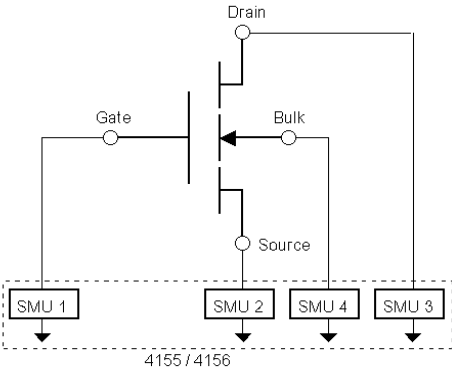 Drain
Gate
Bulk
Source
SMU 1
SMU 2
SMU 4
SMU 3
4155 / 4156